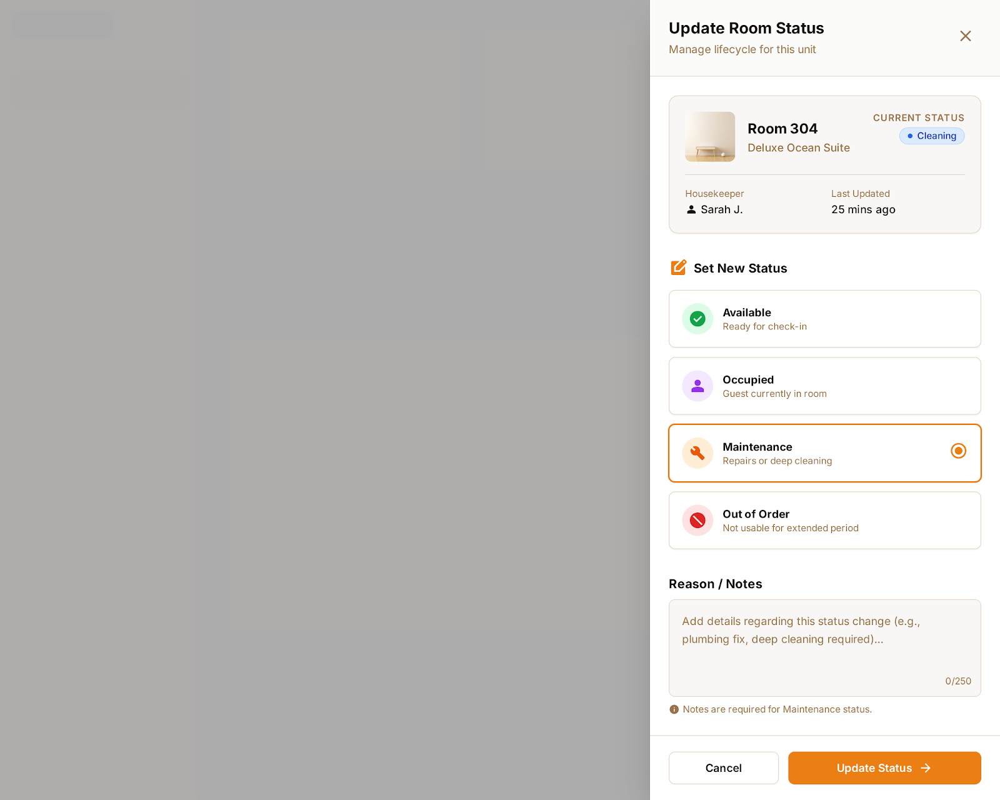 Update Room Status
Manage lifecycle for this unit
Room 304
Deluxe Ocean Suite
CURRENT STATUS
Cleaning
Housekeeper
Sarah J.
Last Updated
25 mins ago
Set New Status
Available
Ready for check-in
Occupied
Guest currently in room
Maintenance
Repairs or deep cleaning
Out of Order
Not usable for extended period
Reason / Notes
Add details regarding this status change (e.g.,
plumbing fix, deep cleaning required)...
0/250
Notes are required for Maintenance status.
Cancel
Update Status